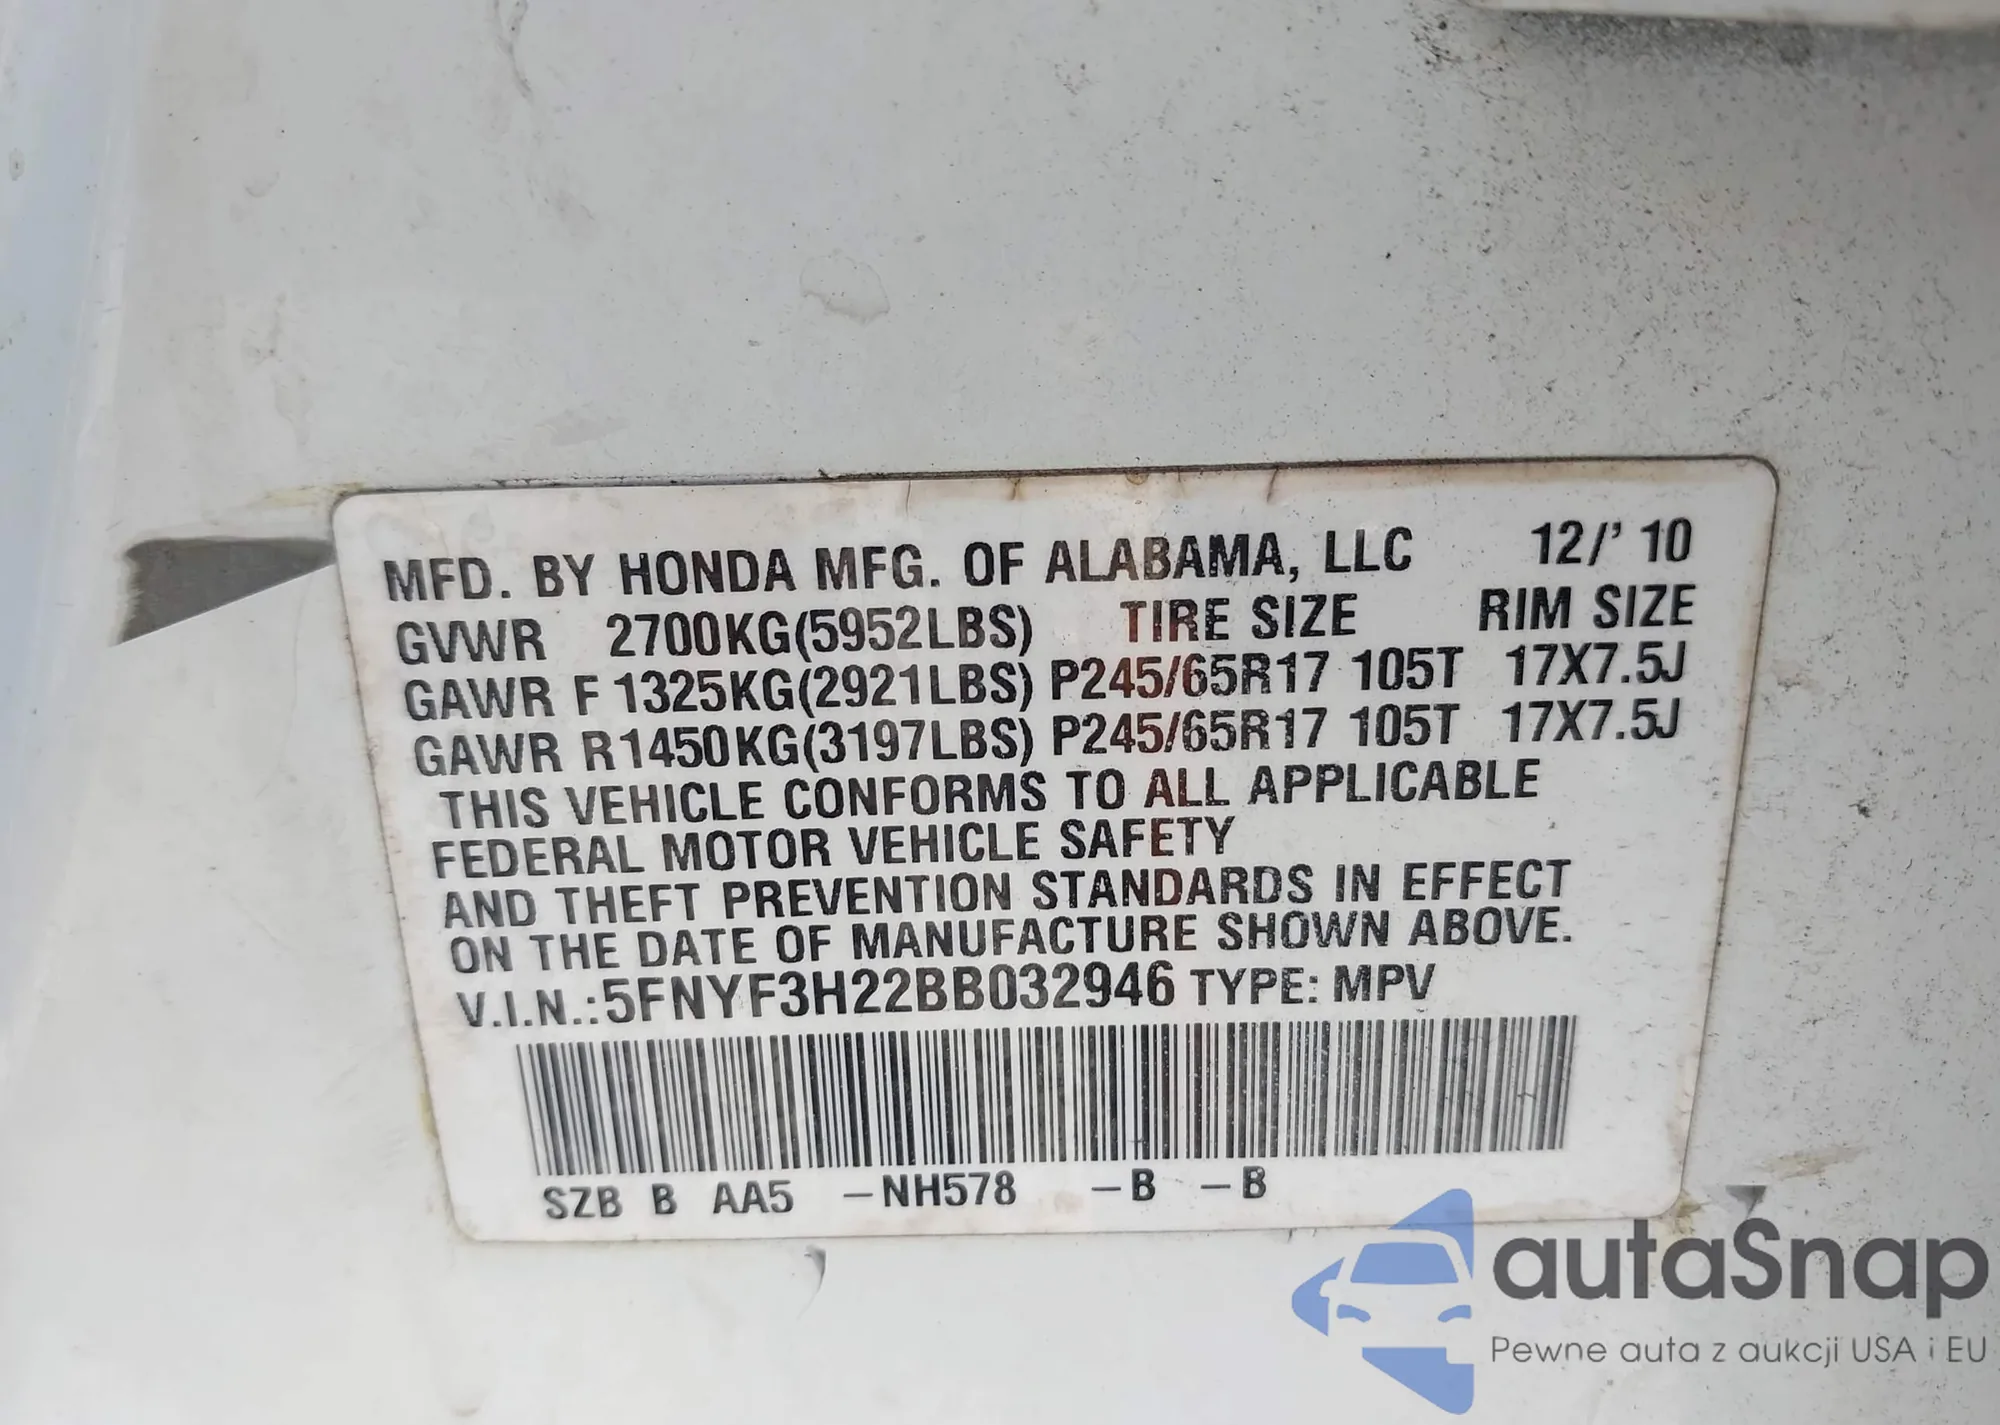 MFD. BY HONDA MFG. OF ALABAMA, LLC 12/' 10
GVWR 2700KG(5952LBS) TIRE SIZE RIM SIZE
GAWR F 1325KG(2921LBS) P245/65R17 105T 17X7.5J
GAWR R1450KG(3197LBS) P245/65R17 105T 17X7.5J
THIS VEHICLE CONFORMS TO ALL APPLICABLE
FEDERAL MOTOR VEHICLE SAFETY
AND THEFT PREVENTION STANDARDS IN EFFECT
ON THE DATE OF MANUFACTURE SHOWN ABOVE.
V.I.N.:5FNYF3H22BB032946 TYPE: MPV
SZB B AA5 -NH578 -B -B
autaSnap
Pewne auta z aukcji USA i EU